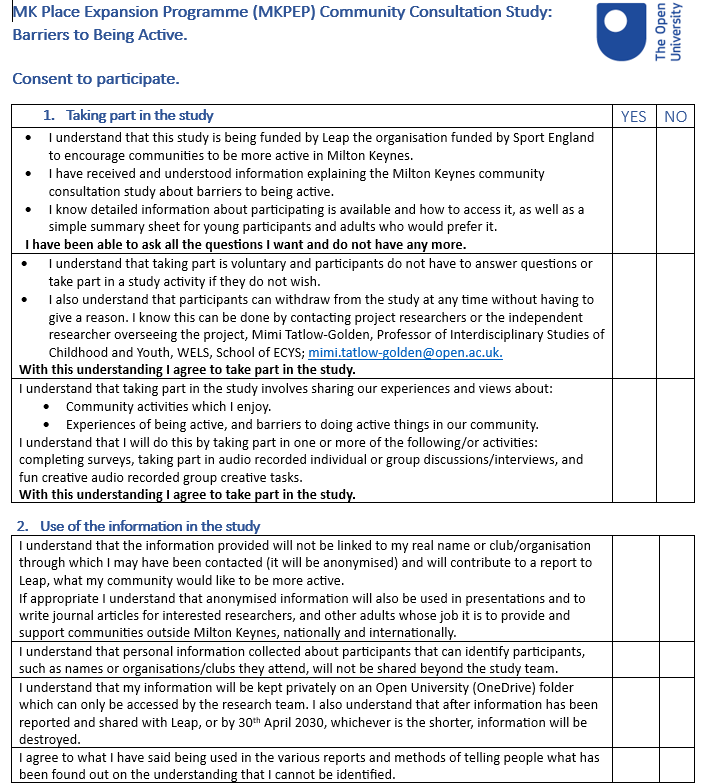 MK Place Expansion Programme (MKPEP) Community Consultation Study:
Barriers to Being Active.
The Open
University
Consent to participate.
1. Taking part in the study
YES
NO
• I understand that this study is being funded by Leap the organisation funded by Sport England
to encourage communities to be more active in Milton Keynes.
• I have received and understood information explaining the Milton Keynes community
consultation study about barriers to being active.
• I know detailed information about participating is available and how to access it, as well as a
simple summary sheet for young participants and adults who would prefer it.
I have been able to ask all the questions I want and do not have any more.
• I understand that taking part is voluntary and participants do not have to answer questions or
take part in a study activity if they do not wish.
• I also understand that participants can withdraw from the study at any time without having to
give a reason. I know this can be done by contacting project researchers or the independent
researcher overseeing the project, Mimi Tatlow-Golden, Professor of Interdisciplinary Studies of
Childhood and Youth, WELS, School of ECYS; mimi.tatlow-golden@open.ac.uk.
With this understanding I agree to take part in the study.
I understand that taking part in the study involves sharing our experiences and views about:
• Community activities which I enjoy.
• Experiences of being active, and barriers to doing active things in our community.
I understand that I will do this by taking part in one or more of the following/or activities:
completing surveys, taking part in audio recorded individual or group discussions/interviews, and
fun creative audio recorded group creative tasks.
With this understanding I agree to take part in the study.
2. Use of the information in the study
I understand that the information provided will not be linked to my real name or club/organisation
through which I may have been contacted (it will be anonymised) and will contribute to a report to
Leap, what my community would like to be more active.
If appropriate I understand that anonymised information will also be used in presentations and to
write journal articles for interested researchers, and other adults whose job it is to provide and
support communities outside Milton Keynes, nationally and internationally.
I understand that personal information collected about participants that can identify participants,
such as names or organisations/clubs they attend, will not be shared beyond the study team.
I understand that my information will be kept privately on an Open University (OneDrive) folder
which can only be accessed by the research team. I also understand that after information has been
reported and shared with Leap, or by 30th April 2030, whichever is the shorter, information will be
destroyed.
I agree to what I have said being used in the various reports and methods of telling people what has
been found out on the understanding that I cannot be identified.